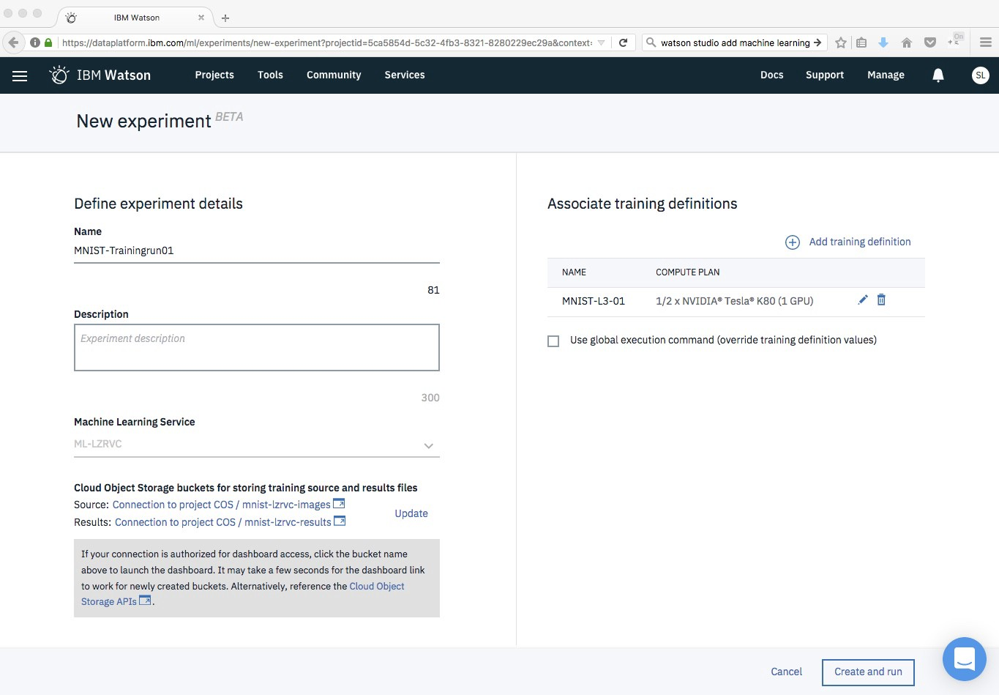 IBM Watson
https://dataplatform.ibm.com/ml/experiments/new-experiment?projectid=5ca5854d-5c32-4fb3-8321-8280229ec29a&context:
watson studio add machine learning
On
IBM Watson Projects Tools Community Services Docs Support Manage SL
New experiment BETA
Define experiment details
Name
MNIST-Trainingrun01
81
Description
Experiment description
300
Machine Learning Service
ML-LZRVC
Cloud Object Storage buckets for storing training source and results files
Source: Connection to project COS / mnist-lzrvc-images
Update
Results: Connection to project COS / mnist-lzrvc-results
If your connection is authorized for dashboard access, click the bucket name
above to launch the dashboard. It may take a few seconds for the dashboard link
to work for newly created buckets. Alternatively, reference the Cloud Object
Storage APIs.
Associate training definitions
Add training definition
NAME COMPUTE PLAN
MNIST-L3-01 1/2 x NVIDIA® Tesla® K80 (1 GPU)
Use global execution command (override training definition values)
Cancel Create and run